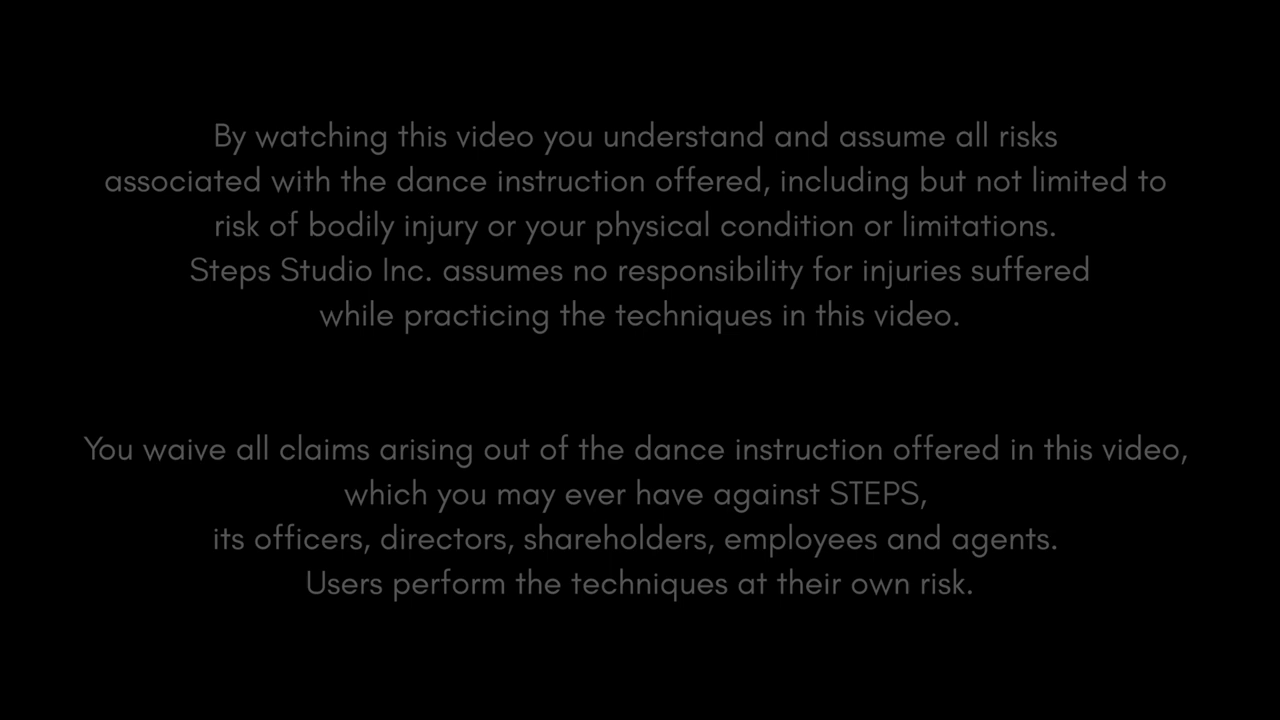 By watching this video you understand and assume all risks
associated with the dance instruction offered, including but not limited to
risk of bodily injury or your physical condition or limitations.
Steps Studio Inc. assumes no responsibility for injuries suffered
while practicing the techniques in this video.
You waive all claims arising out of the dance instruction offered in this video,
which you may ever have against STEPS,
its officers, directors, shareholders, employees and agents.
Users perform the techniques at their own risk.